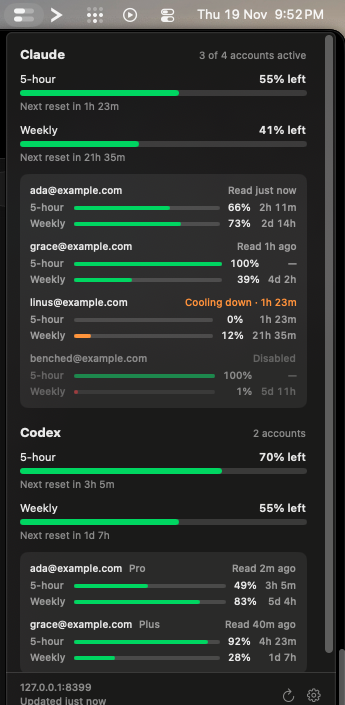 Thu 19 Nov 9:52 PM
Claude 3 of 4 accounts active
5-hour 55% left
Next reset in 1h 23m
Weekly 41% left
Next reset in 21h 35m
ada@example.com Read just now
5-hour 66% 2h 11m
Weekly 73% 2d 14h
grace@example.com Read 1h ago
5-hour 100% —
Weekly 39% 4d 2h
linus@example.com Cooling down · 1h 23m
5-hour 0% 1h 23m
Weekly 12% 21h 35m
benched@example.com Disabled
5-hour 100% —
Weekly 1% 5d 11h
Codex 2 accounts
5-hour 70% left
Next reset in 3h 5m
Weekly 55% left
Next reset in 1d 7h
ada@example.com Pro Read 2m ago
5-hour 49% 3h 5m
Weekly 83% 5d 4h
grace@example.com Plus Read 40m ago
5-hour 92% 4h 23m
Weekly 28% 1d 7h
127.0.0.1:8399
Updated just now